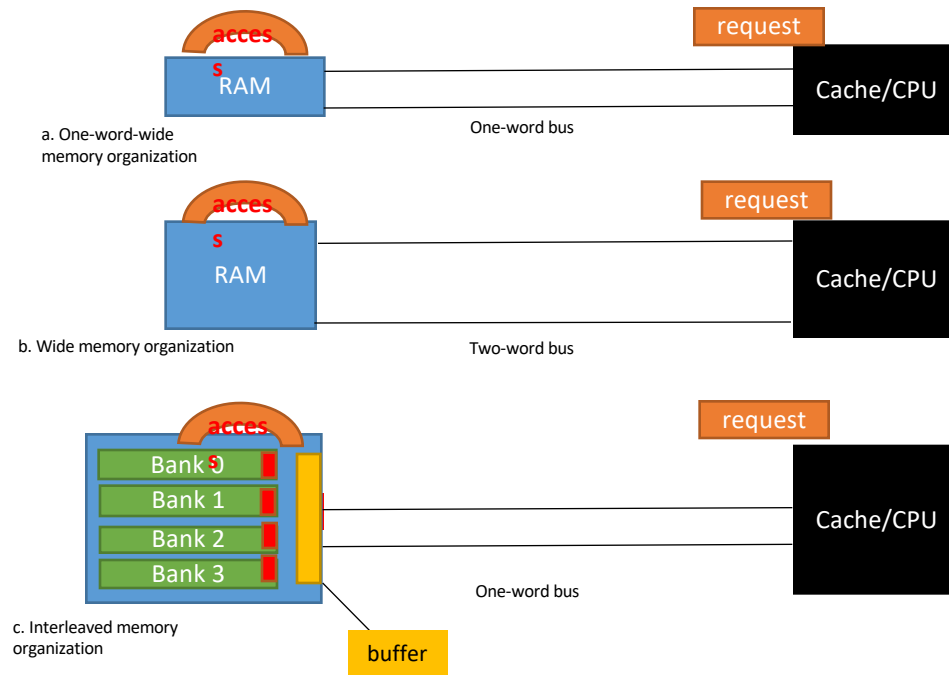 acces
s
request
RAM
Cache/CPU
One-word bus
a. One-word-wide
memory organization
acces
s
request
RAM
Cache/CPU
b. Wide memory organization
Two-word bus
acces
s
request
Bank 0
Bank 1
Bank 2
Bank 3
Cache/CPU
One-word bus
c. Interleaved memory
organization
buffer